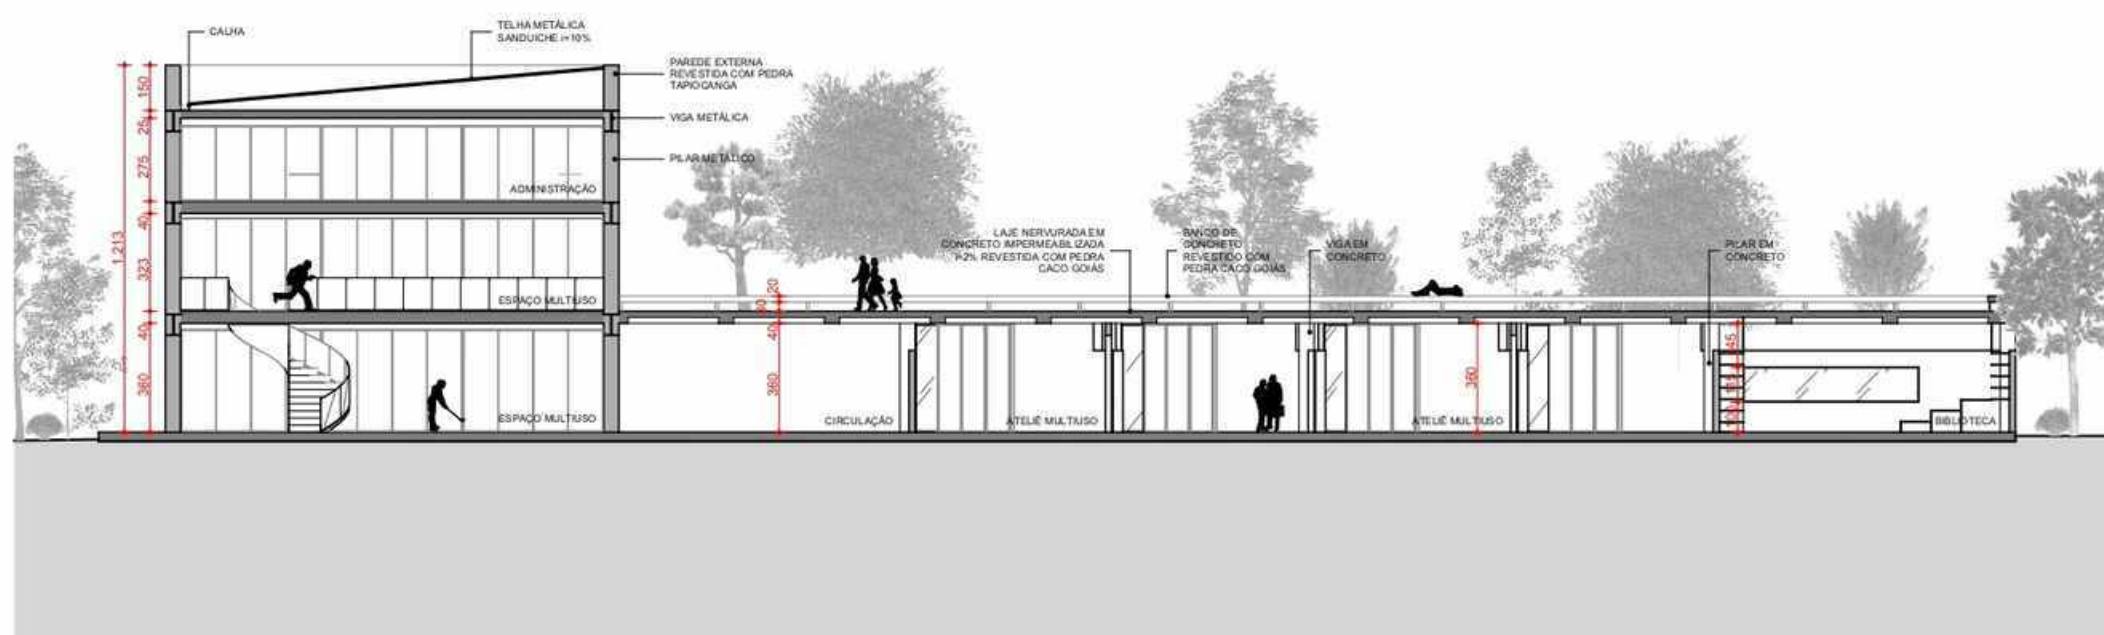 CALHA
TELHA METÁLICA
SANDUICHE i=10%
PAREDE EXTERNA
REVESTIDA COM PEDRA
TAPIOCANGA
VIGA METÁLICA
PILAR METÁLICO
150
25
275
40
323
40
360
1.213
ADMINISTRAÇÃO
ESPAÇO MULTIUSO
ESPAÇO MULTIUSO
20
30
40
360
LAJE NERVURADA EM
CONCRETO IMPERMEABILIZADA
i=2% REVESTIDA COM PEDRA
CACO GOIÁS
BANCO DE
CONCRETO
REVESTIDO COM
PEDRA CACO GOIÁS
VIGA EM
CONCRETO
PILAR EM
CONCRETO
CIRCULAÇÃO
ATELIÊ MULTIUSO
ATELIÊ MULTIUSO
360
BIBLIOTECA